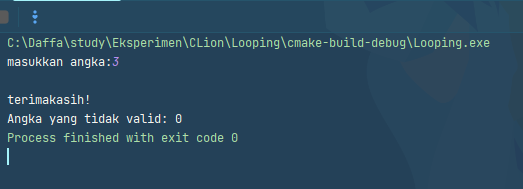 C:\Daffa\study\Eksperimen\CLion\Looping\cmake-build-debug\Looping.exe
masukkan angka:3
terimakasih!
Angka yang tidak valid: 0
Process finished with exit code 0